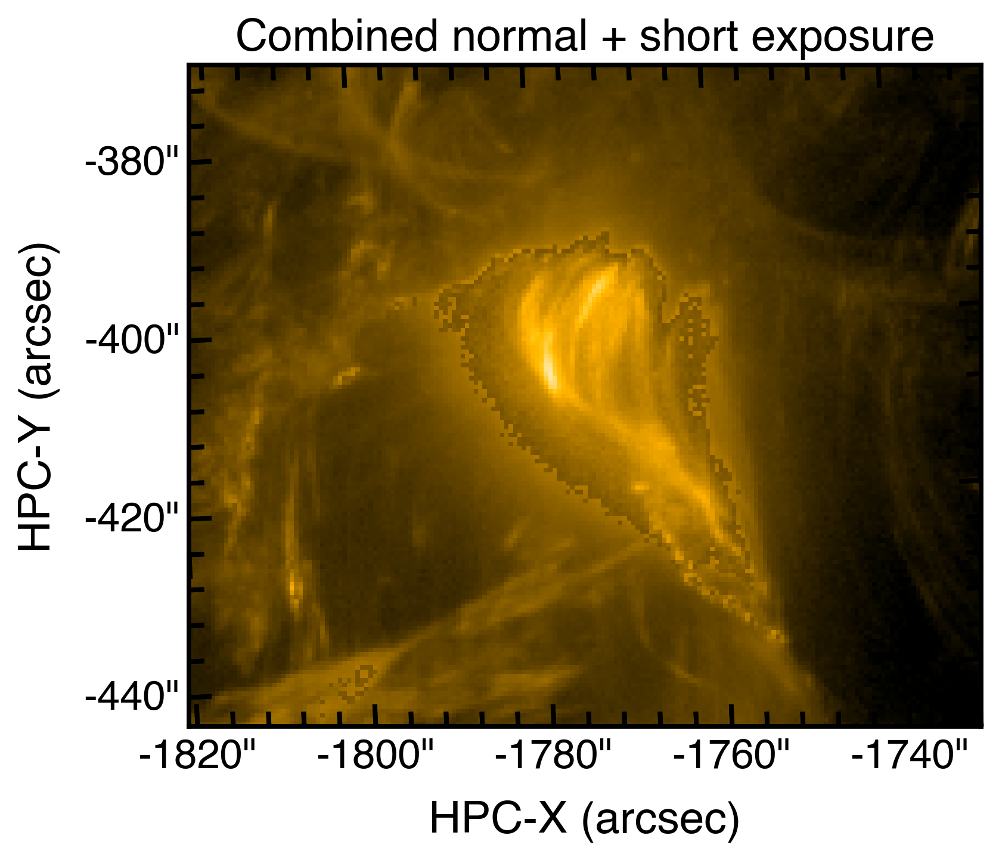 Combined normal + short exposure
HPC-Y (arcsec)
-380"
-400"
-420"
-440"
-1820" -1800" -1780" -1760" -1740"
HPC-X (arcsec)